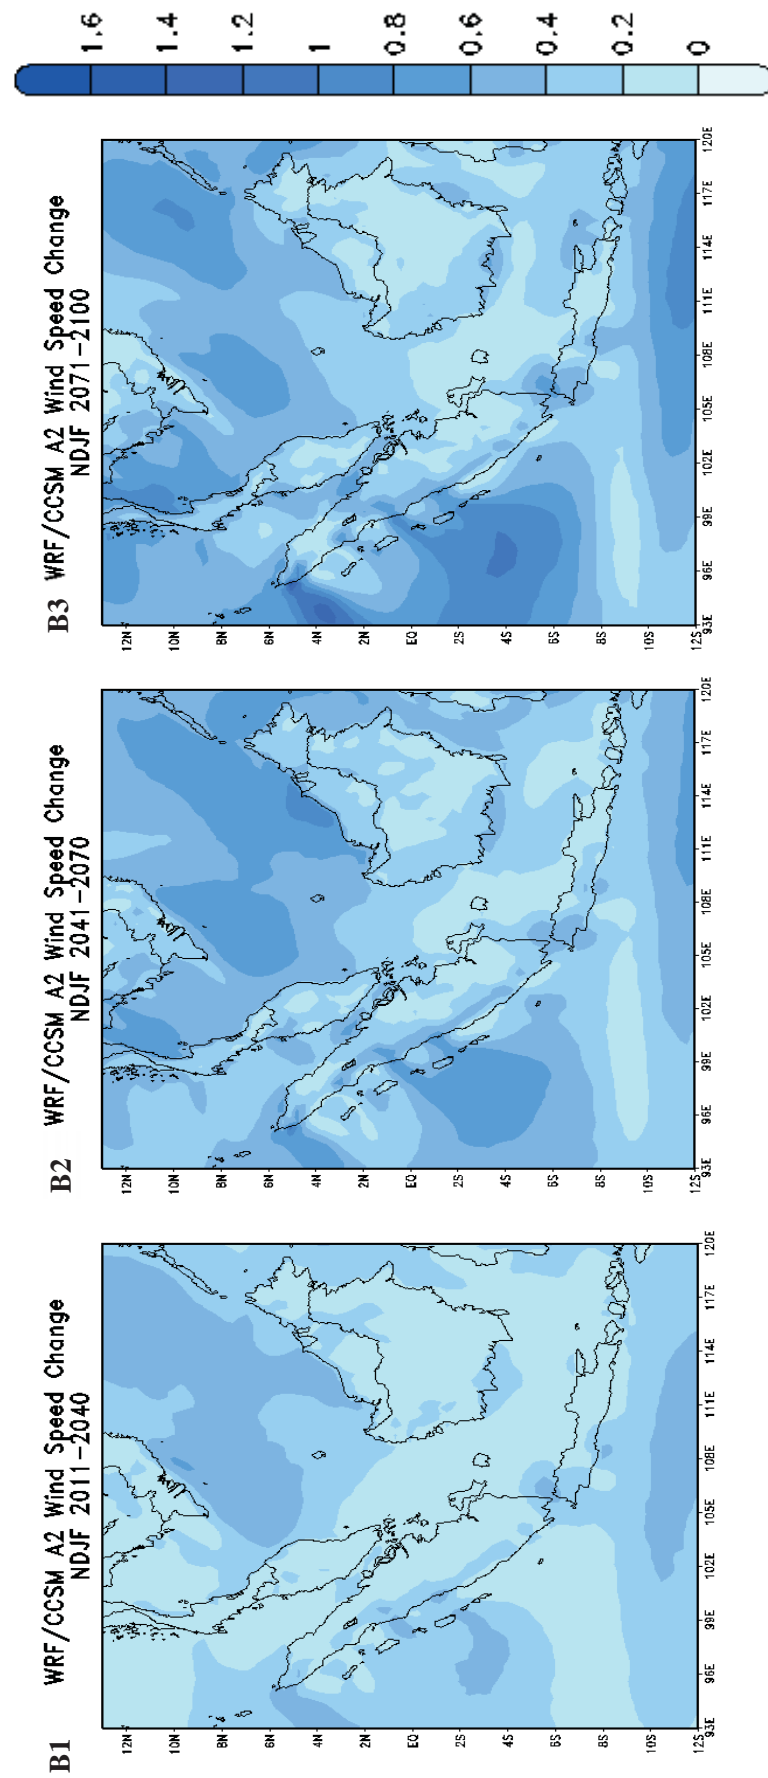 B1
WRF/CCSM A2 Wind Speed Change
NDJF 2011-2040
12N
10N
8N
6N
4N
2N
EQ
2S
4S
6S
8S
10S
12S
93E
96E
99E
102E
105E
108E
111E
114E
117E
120E
B2
WRF/CCSM A2 Wind Speed Change
NDJF 2041-2070
12N
10N
8N
6N
4N
2N
EQ
2S
4S
6S
8S
10S
12S
93E
96E
99E
102E
105E
108E
111E
114E
117E
120E
B3
WRF/CCSM A2 Wind Speed Change
NDJF 2071-2100
12N
10N
8N
6N
4N
2N
EQ
2S
4S
6S
8S
10S
12S
93E
96E
99E
102E
105E
108E
111E
114E
117E
120E
1.6
1.4
1.2
1
0.8
0.6
0.4
0.2
0